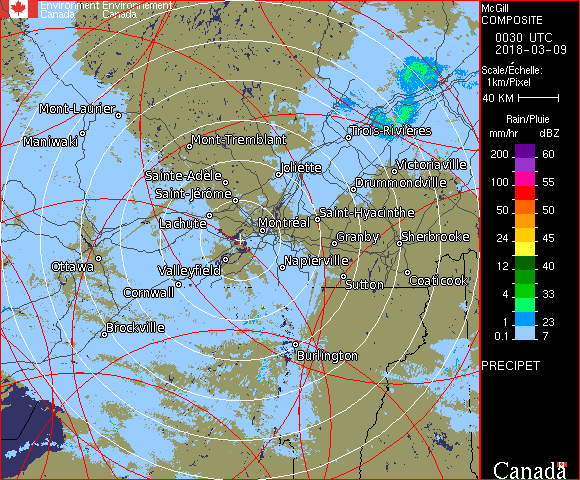 Environment Environnement
Canada Canada
McGill
COMPOSITE
0030 UTC
2018-03-09
Scale/Échelle:
1km/Pixel
40 KM
Rain/Pluie
mm/hr dBZ
200 60
100 55
50 50
24 45
12 40
4 33
1 23
0.1 7
PRECIPET
Canada
Mont-Laurier
Maniwaki
Mont-Tremblant
Trois-Rivières
Joliette
Victoriaville
Sainte-Adèle
Drummondville
Saint-Jérôme
Saint-Hyacinthe
Lachute
Montréal
Granby
Sherbrooke
Ottawa
Valleyfield
Napierville
Coaticook
Sutton
Cornwall
Brockville
Burlington